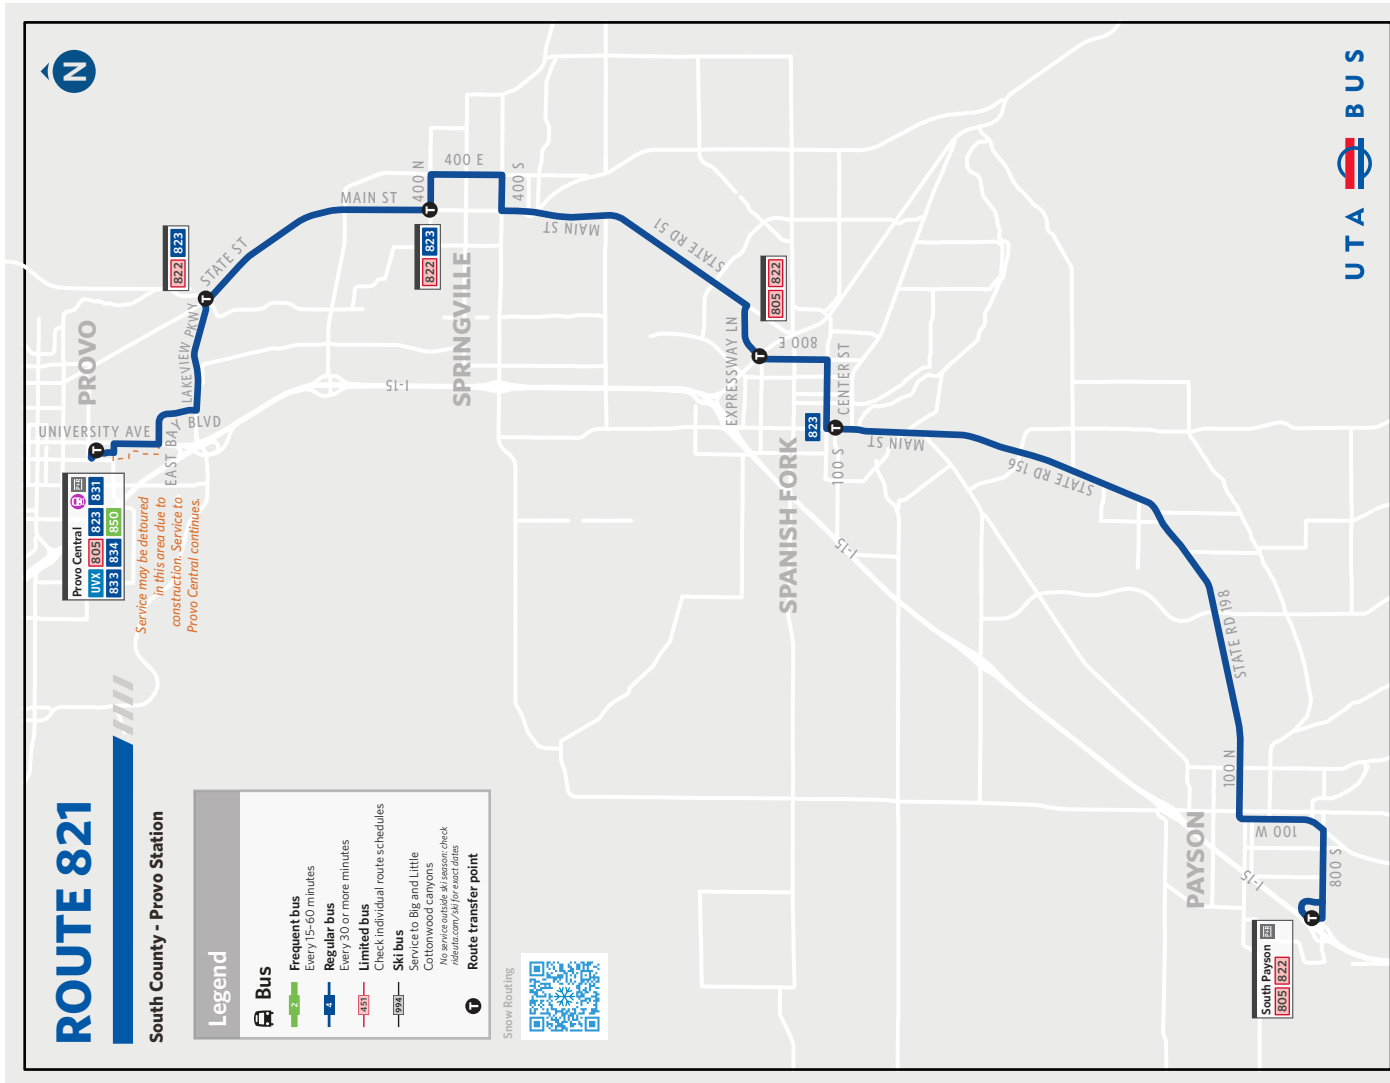 ROUTE 821
South County - Provo Station
Legend
Bus
2
Frequent bus
Every 15-60 minutes
4
Regular bus
Every 30 or more minutes
451
Limited bus
Check individual route schedules
994
Ski bus
Service to Big and Little
Cottonwood canyons
No service outside ski season: check
rideuta.com/ski for exact dates
T
Route transfer point
Snow Routing
N
Provo Central
UVX 805 823 831
833 834 850
Service may be detoured
in this area due to
construction. Service to
Provo Central continues.
PROVO
UNIVERSITY AVE
EAST BAY
BLVD
LAKEVIEW PKWY
T
T
822 823
STATE ST
MAIN ST
400 N
400 E
400 S
T
822 823
SPRINGVILLE
I-15
MAIN ST
STATE RD 51
EXPRESSWAY LN
T
805 822
800 E
CENTER ST
823
T
100 S
SPANISH FORK
MAIN ST
I-15
STATE RD 156
STATE RD 198
100 N
PAYSON
100 W
I-15
800 S
T
South Payson
805 822
UTA BUS